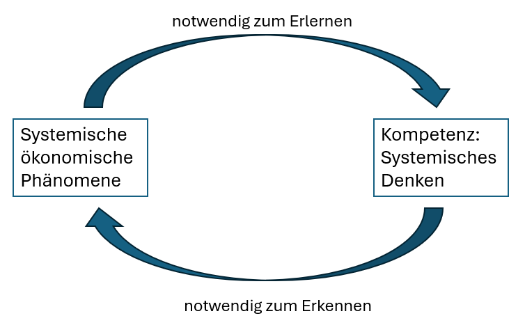 notwendig zum Erlernen
Systemische
ökonomische
Phänomene
Kompetenz:
Systemisches
Denken
notwendig zum Erkennen